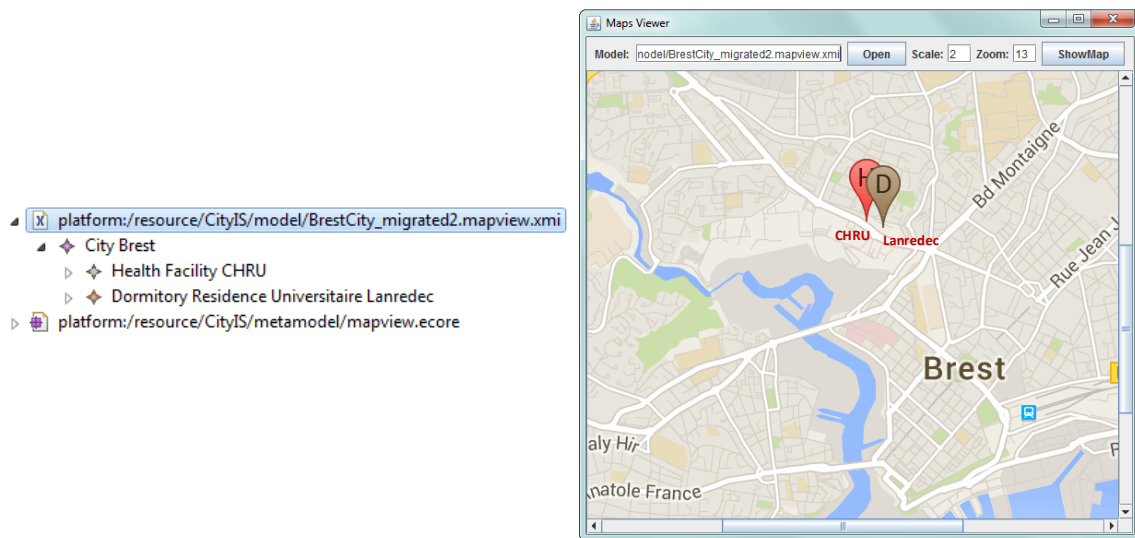 platform:/resource/CityIS/model/BrestCity_migrated2.mapview.xmi
City Brest
Health Facility CHRU
Dormitory Residence Universitaire Lanredec
platform:/resource/CityIS/metamodel/mapview.ecore
Maps Viewer
Model: nodel/BrestCity_migrated2.mapview.xmi Open Scale: 2 Zoom: 13 ShowMap
Bd Montaigne
H D
CHRU Lanredec
Rue Jean J
Brest
aly Hir
natole France